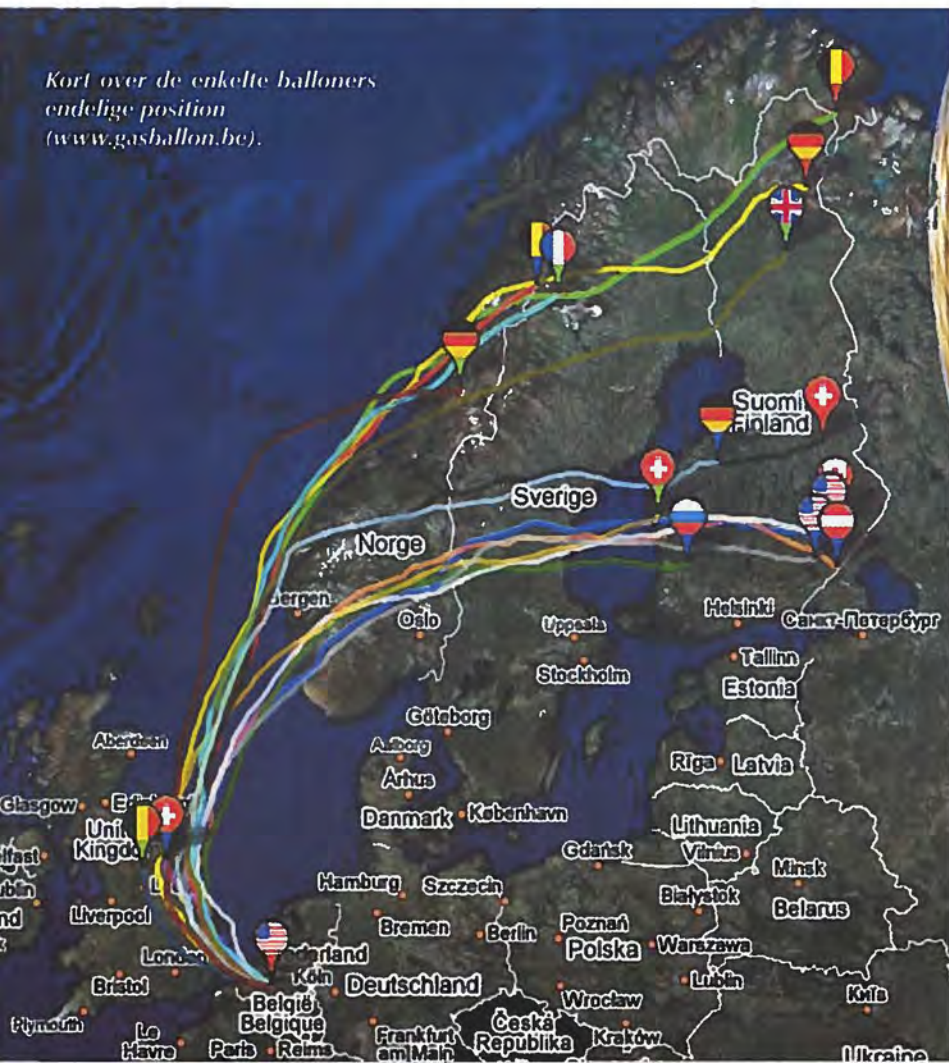 Kort over de enkelte balloners
endelige position
(www.gasballon.be).
Suomi
Finland
Sverige
Norge
Bergen
Oslo
Uppsala
Helsinki
Санкт-Петербург
Stockholm
Tallinn
Estonia
Göteborg
Aberdeen
Aalborg
Rīga
Latvia
Århus
Glasgow
Danmark
København
Lithuania
Vilnius
Gdańsk
Minsk
Hamburg
Szczecin
Białystok
Belarus
Liverpool
Bremen
Berlin
Poznań
Polska
Warszawa
London
Bristol
Köln
Deutschland
Lublin
Wrocław
Київ
Plymouth
België
Belgique
Le
Havre
Paris
Reims
Frankfurt
am Main
Česká
Republika
Kraków
Ukraine